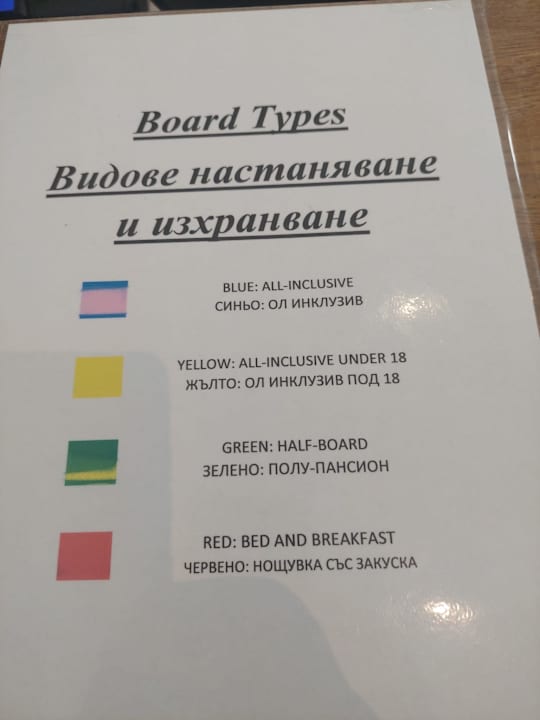 Board Types
Видове настаняване
и изхранване
BLUE: ALL-INCLUSIVE
СИНЬО: ОЛ ИНКЛУЗИВ
YELLOW: ALL-INCLUSIVE UNDER 18
ЖЪЛТО: ОЛ ИНКЛУЗИВ ПОД 18
GREEN: HALF-BOARD
ЗЕЛЕНО: ПОЛУ-ПАНСИОН
RED: BED AND BREAKFAST
ЧЕРВЕНО: НОЩУВКА СЪС ЗАКУСКА